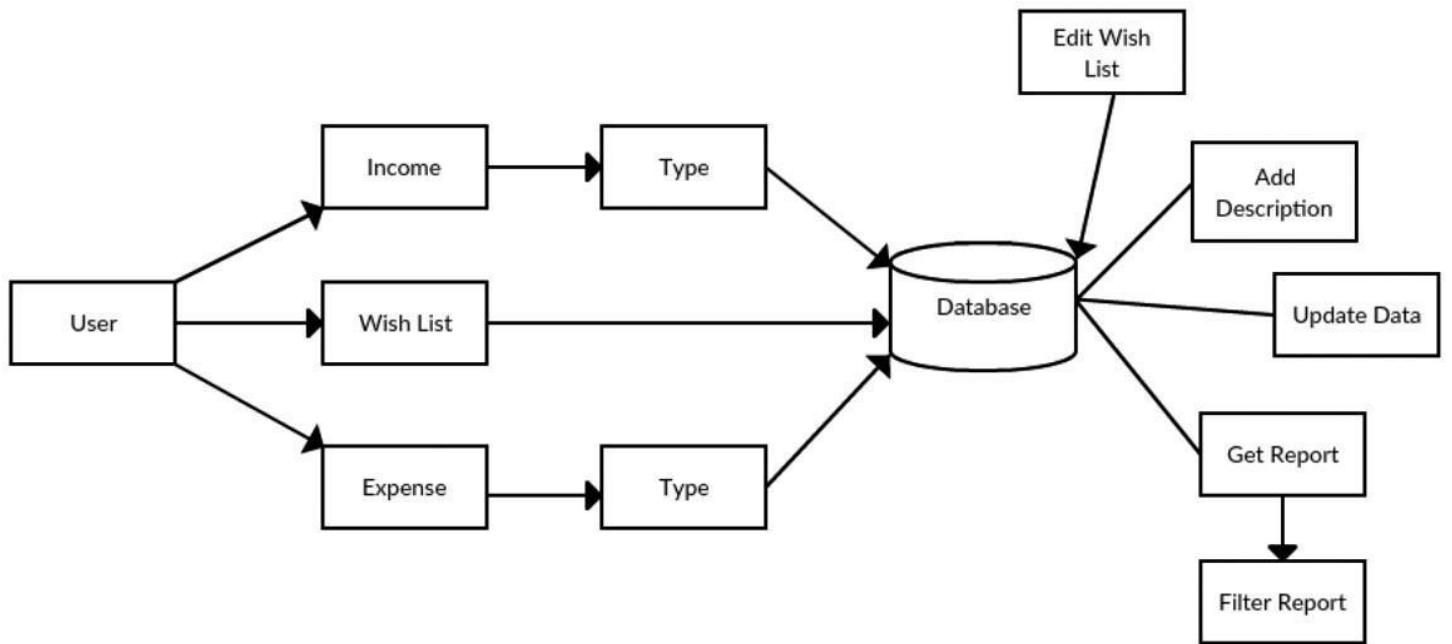 Edit Wish
List
Income
Type
Add
Description
User
Wish List
Database
Update Data
Expense
Type
Get Report
Filter Report